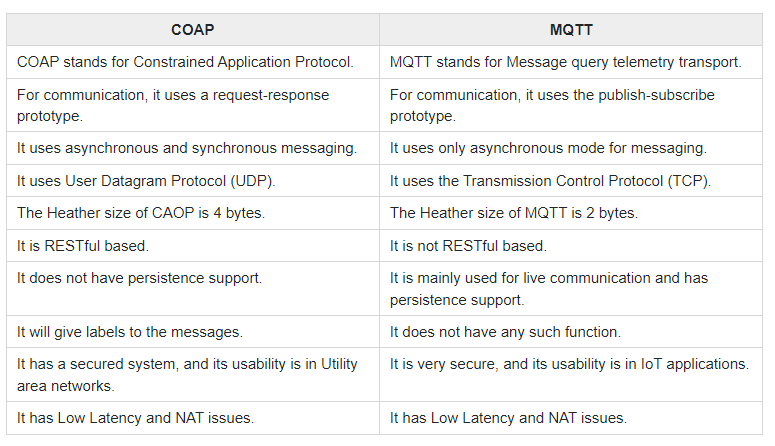 COAP MQTT
COAP stands for Constrained Application Protocol. MQTT stands for Message query telemetry transport.
For communication, it uses a request-response
prototype.
For communication, it uses the publish-subscribe
prototype.
It uses asynchronous and synchronous messaging. It uses only asynchronous mode for messaging.
It uses User Datagram Protocol (UDP). It uses the Transmission Control Protocol (TCP).
The Heather size of CAOP is 4 bytes. The Heather size of MQTT is 2 bytes.
It is RESTful based. It is not RESTful based.
It does not have persistence support.
It is mainly used for live communication and has
persistence support.
It will give labels to the messages. It does not have any such function.
It has a secured system, and its usability is in Utility
area networks.
It is very secure, and its usability is in IoT applications.
It has Low Latency and NAT issues. It has Low Latency and NAT issues.